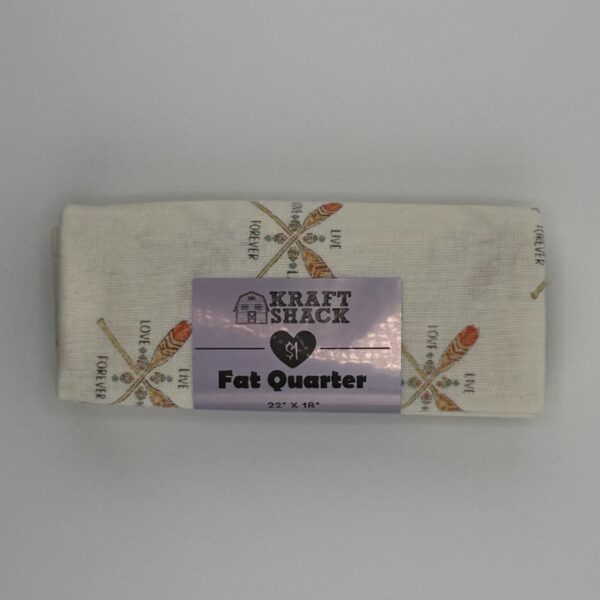 LOVE
FOREVER
LIVE
L
FOREVER
KRAFT
SHACK
$1
Fat Quarter
22" X 18"
LOVE
FOREVER
LIVE
LOVE
LIVE